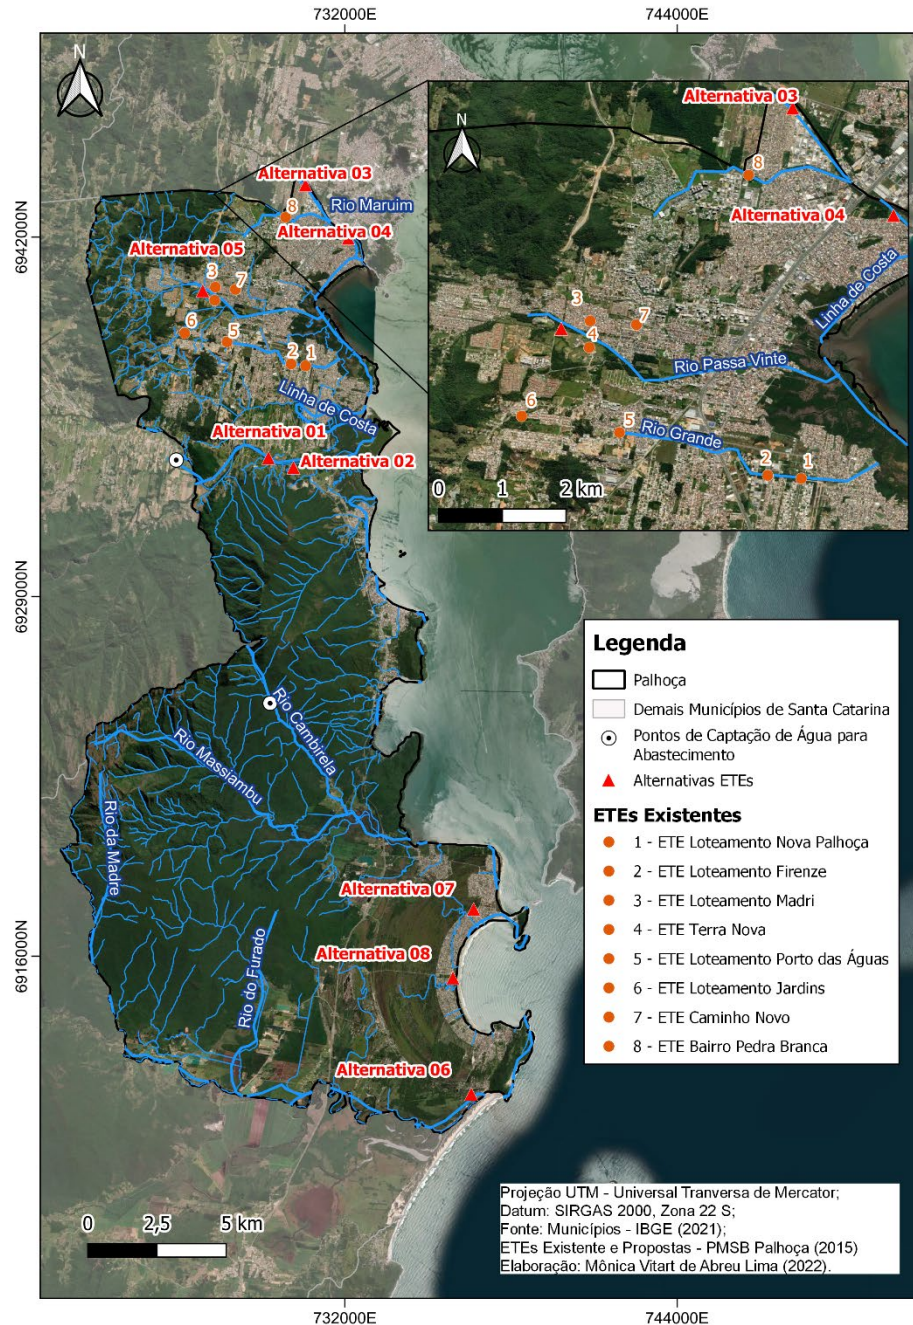 732000E
744000E
N
Alternativa 03
Rio Maruim
8
Alternativa 04
Alternativa 05
3
7
6
5
2
1
Linha de Costa
Alternativa 01
Alternativa 02
Rio Cambirela
Rio Massiambu
Rio da Madre
Rio do Furado
Alternativa 07
Alternativa 08
Alternativa 06
0 2,5 5 km
N
Alternativa 03
8
Alternativa 04
Linha de Costa
3
7
4
Rio Passa Vinte
6
5
Rio Grande
2
1
0 1 2 km
6942000N
6929000N
6916000N
Legenda
Palhoça
Demais Municípios de Santa Catarina
Pontos de Captação de Água para
Abastecimento
Alternativas ETEs
ETEs Existentes
1 - ETE Loteamento Nova Palhoça
2 - ETE Loteamento Firenze
3 - ETE Loteamento Madri
4 - ETE Terra Nova
5 - ETE Loteamento Porto das Águas
6 - ETE Loteamento Jardins
7 - ETE Caminho Novo
8 - ETE Bairro Pedra Branca
Projeção UTM - Universal Tranversa de Mercator;
Datum: SIRGAS 2000, Zona 22 S;
Fonte: Municípios - IBGE (2021);
ETEs Existente e Propostas - PMSB Palhoça (2015)
Elaboração: Mônica Vitart de Abreu Lima (2022).
732000E
744000E